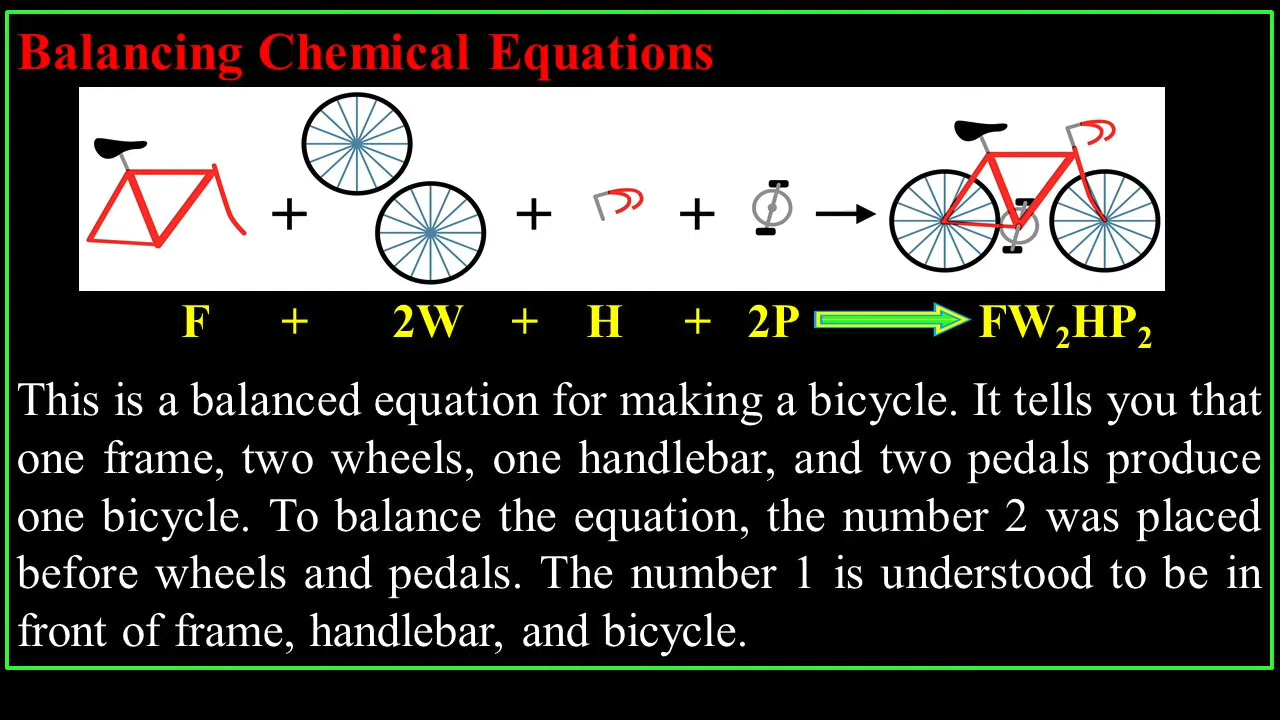 Balancing Chemical Equations
+ + + →
F + 2W + H + 2P → FW₂HP₂
This is a balanced equation for making a bicycle. It tells you that
one frame, two wheels, one handlebar, and two pedals produce
one bicycle. To balance the equation, the number 2 was placed
before wheels and pedals. The number 1 is understood to be in
front of frame, handlebar, and bicycle.